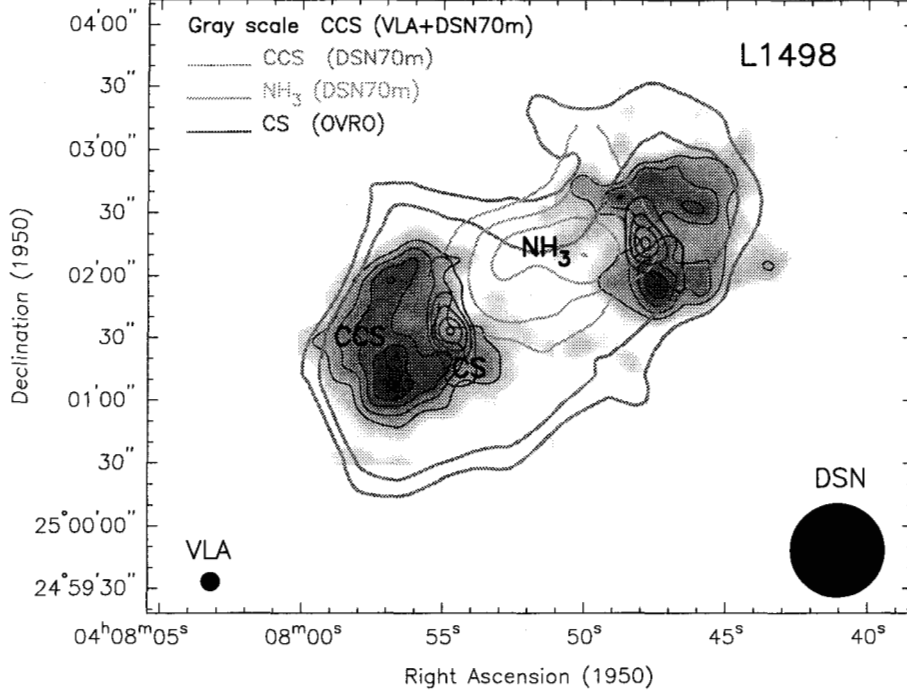 Gray scale CCS (VLA+DSN70m)
CCS (DSN70m)
NH₃ (DSN70m)
CS (OVRO)
L1498
NH₃
CCS
CS
VLA
DSN
04'00"
30"
03'00"
30"
02'00"
30"
01'00"
30"
25°00'00"
24°59'30"
Declination (1950)
04ʰ08ᵐ05ˢ
08ᵐ00ˢ
55ˢ
50ˢ
45ˢ
40ˢ
Right Ascension (1950)